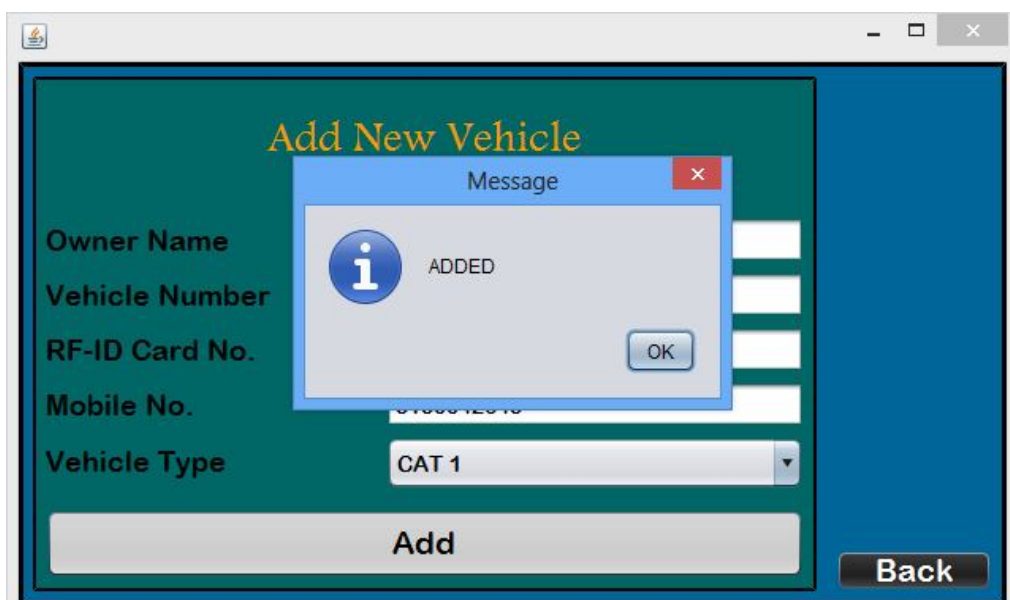 Add New Vehicle
Message
Owner Name
ADDED
Vehicle Number
RF-ID Card No.
OK
Mobile No.
Vehicle Type
CAT 1
Add
Back